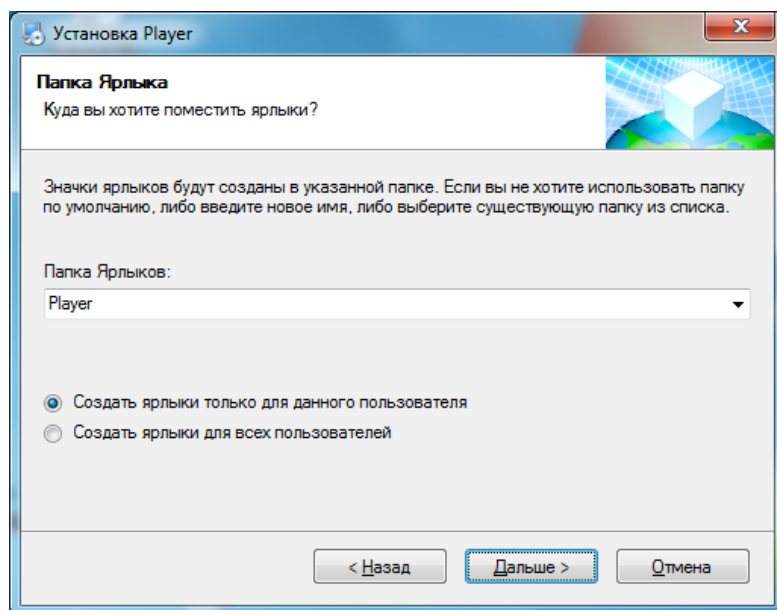 Установка Player
Папка Ярлыка
Куда вы хотите поместить ярлыки?
Значки ярлыков будут созданы в указанной папке. Если вы не хотите использовать папку
по умолчанию, либо введите новое имя, либо выберите существующую папку из списка.
Папка Ярлыков:
Player
Создать ярлыки только для данного пользователя
Создать ярлыки для всех пользователей
< Назад Дальше > Отмена